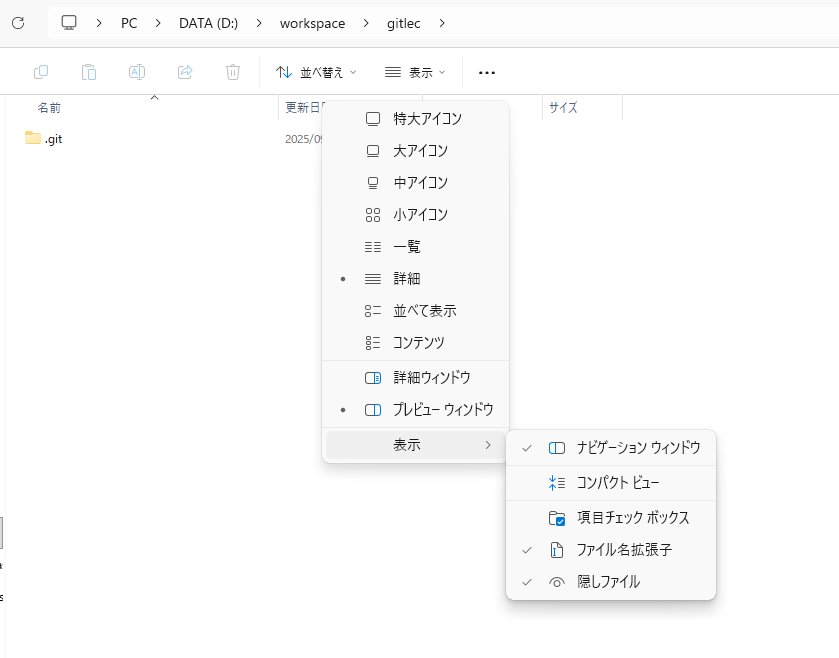 PC > DATA (D:) > workspace > gitlec >
並べ替え 表示 ...
名前 更新日 サイズ
.git 2025/09
特大アイコン
大アイコン
中アイコン
小アイコン
一覧
詳細
並べて表示
コンテンツ
詳細ウィンドウ
プレビュー ウィンドウ
表示
ナビゲーション ウィンドウ
コンパクト ビュー
項目チェック ボックス
ファイル名拡張子
隠しファイル